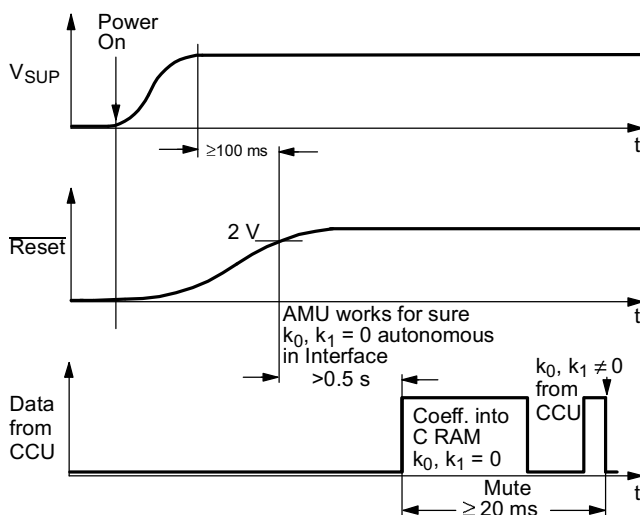 Power
On
V_SUP
t
≥100 ms
Reset
2 V
t
AMU works for sure
k₀, k₁ = 0 autonomous
in Interface
>0.5 s
k₀, k₁ ≠ 0
from
CCU
Data
from
CCU
Coeff. into
C RAM
k₀, k₁ = 0
t
Mute
≥ 20 ms